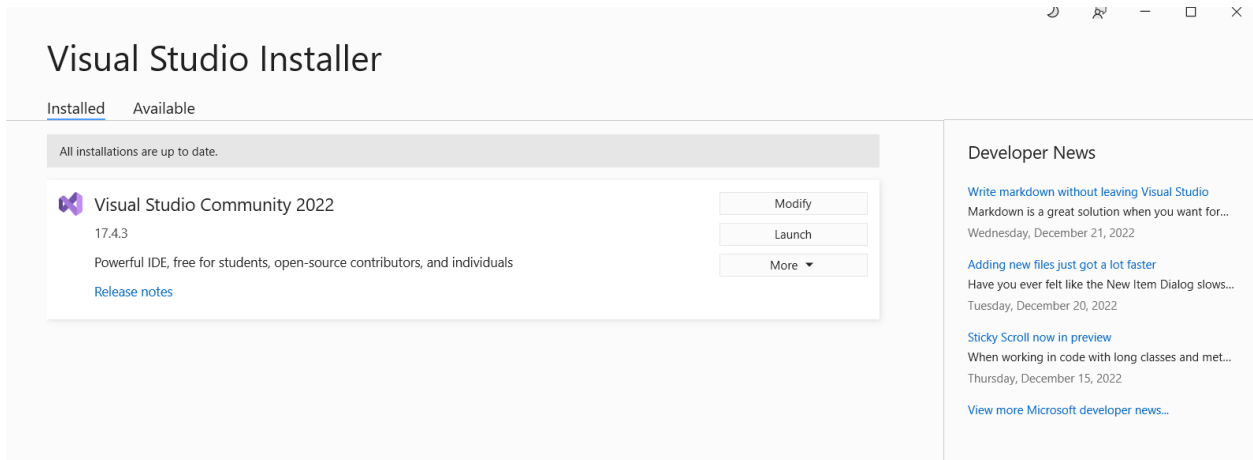 Visual Studio Installer
Installed
Available
All installations are up to date.
Visual Studio Community 2022
17.4.3
Powerful IDE, free for students, open-source contributors, and individuals
Release notes
Modify
Launch
More
Developer News
Write markdown without leaving Visual Studio
Markdown is a great solution when you want for...
Wednesday, December 21, 2022
Adding new files just got a lot faster
Have you ever felt like the New Item Dialog slows...
Tuesday, December 20, 2022
Sticky Scroll now in preview
When working in code with long classes and met...
Thursday, December 15, 2022
View more Microsoft developer news...